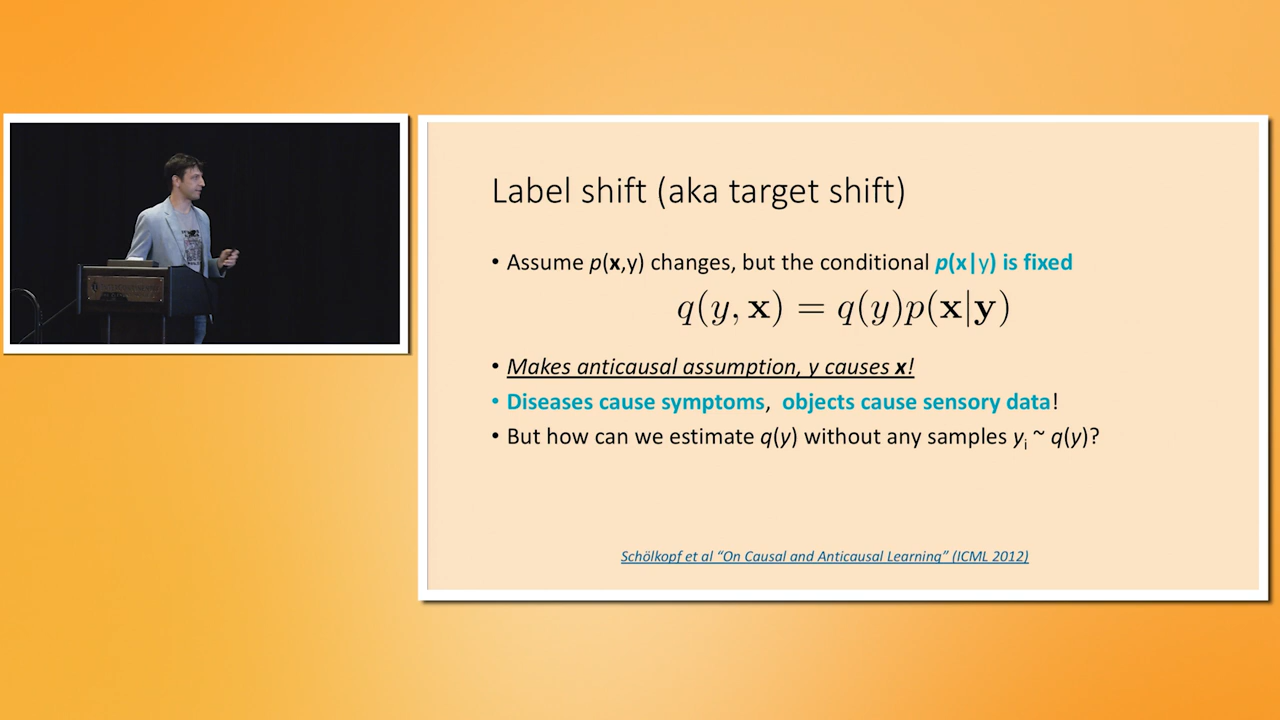 Label shift (aka target shift)
• Assume p(x,y) changes, but the conditional p(x|y) is fixed
q(y, x) = q(y)p(x|y)
• Makes anticausal assumption, y causes x!
• Diseases cause symptoms, objects cause sensory data!
• But how can we estimate q(y) without any samples yᵢ ~ q(y)?
Schölkopf et al “On Causal and Anticausal Learning” (ICML 2012)